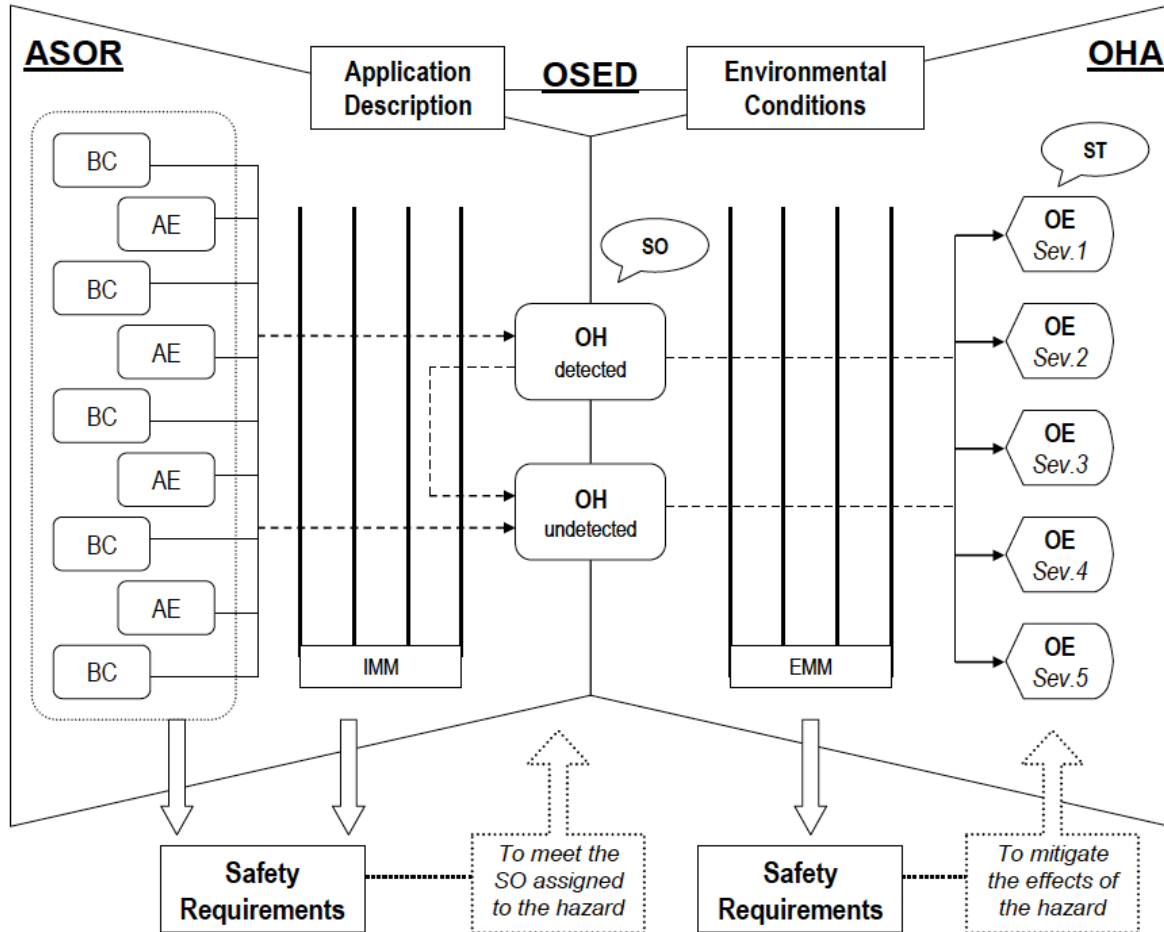 ASOR
Application
Description
OSED
Environmental
Conditions
OHA
BC
AE
BC
AE
BC
AE
BC
AE
BC
IMM
SO
OH
detected
OH
undetected
EMM
ST
OE
Sev.1
OE
Sev.2
OE
Sev.3
OE
Sev.4
OE
Sev.5
Safety
Requirements
To meet the
SO assigned
to the hazard
Safety
Requirements
To mitigate
the effects of
the hazard